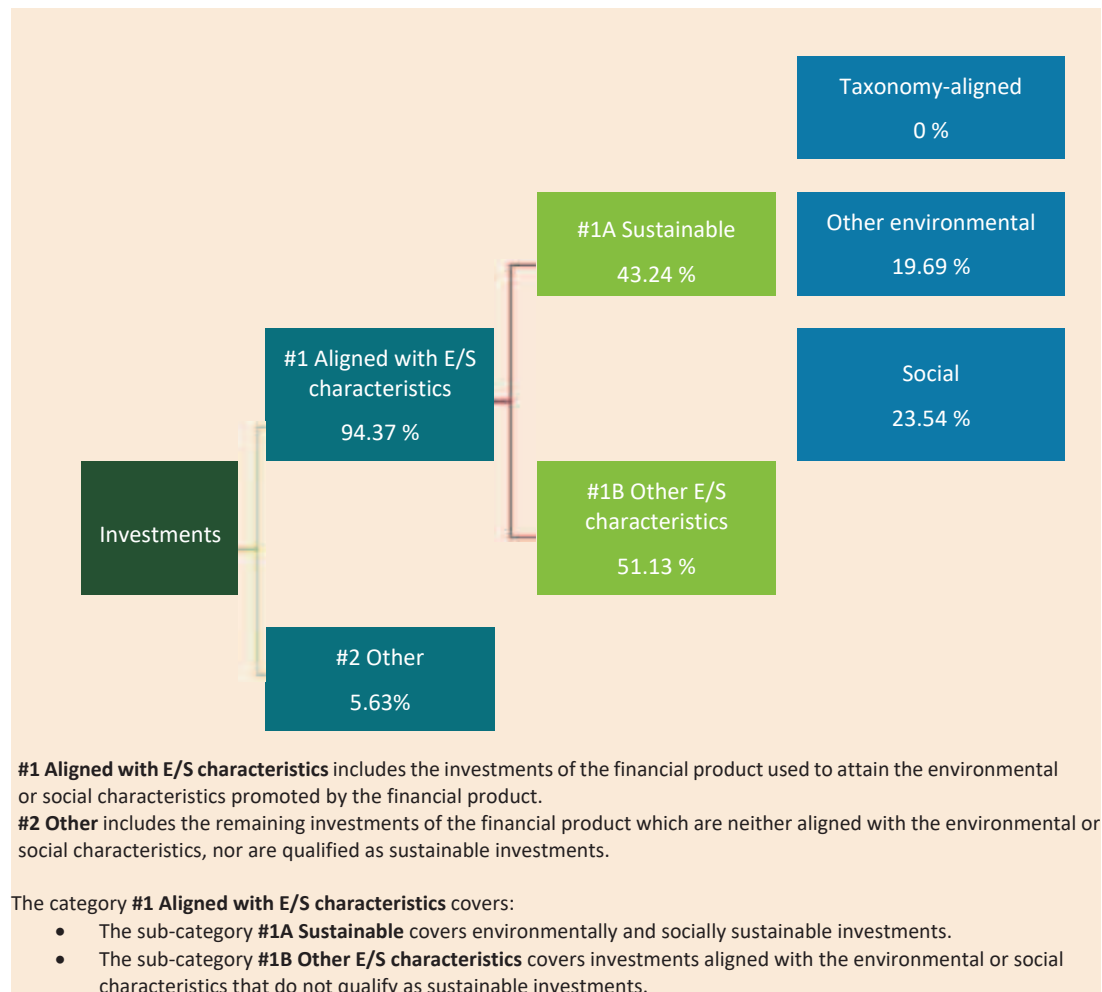 Taxonomy-aligned
0 %
#1A Sustainable
43.24 %
Other environmental
19.69 %
#1 Aligned with E/S
characteristics
94.37 %
Social
23.54 %
Investments
#1B Other E/S
characteristics
51.13 %
#2 Other
5.63%
#1 Aligned with E/S characteristics includes the investments of the financial product used to attain the environmental
or social characteristics promoted by the financial product.
#2 Other includes the remaining investments of the financial product which are neither aligned with the environmental or
social characteristics, nor are qualified as sustainable investments.
The category #1 Aligned with E/S characteristics covers:
• The sub-category #1A Sustainable covers environmentally and socially sustainable investments.
• The sub-category #1B Other E/S characteristics covers investments aligned with the environmental or social
characteristics that do not qualify as sustainable investments.